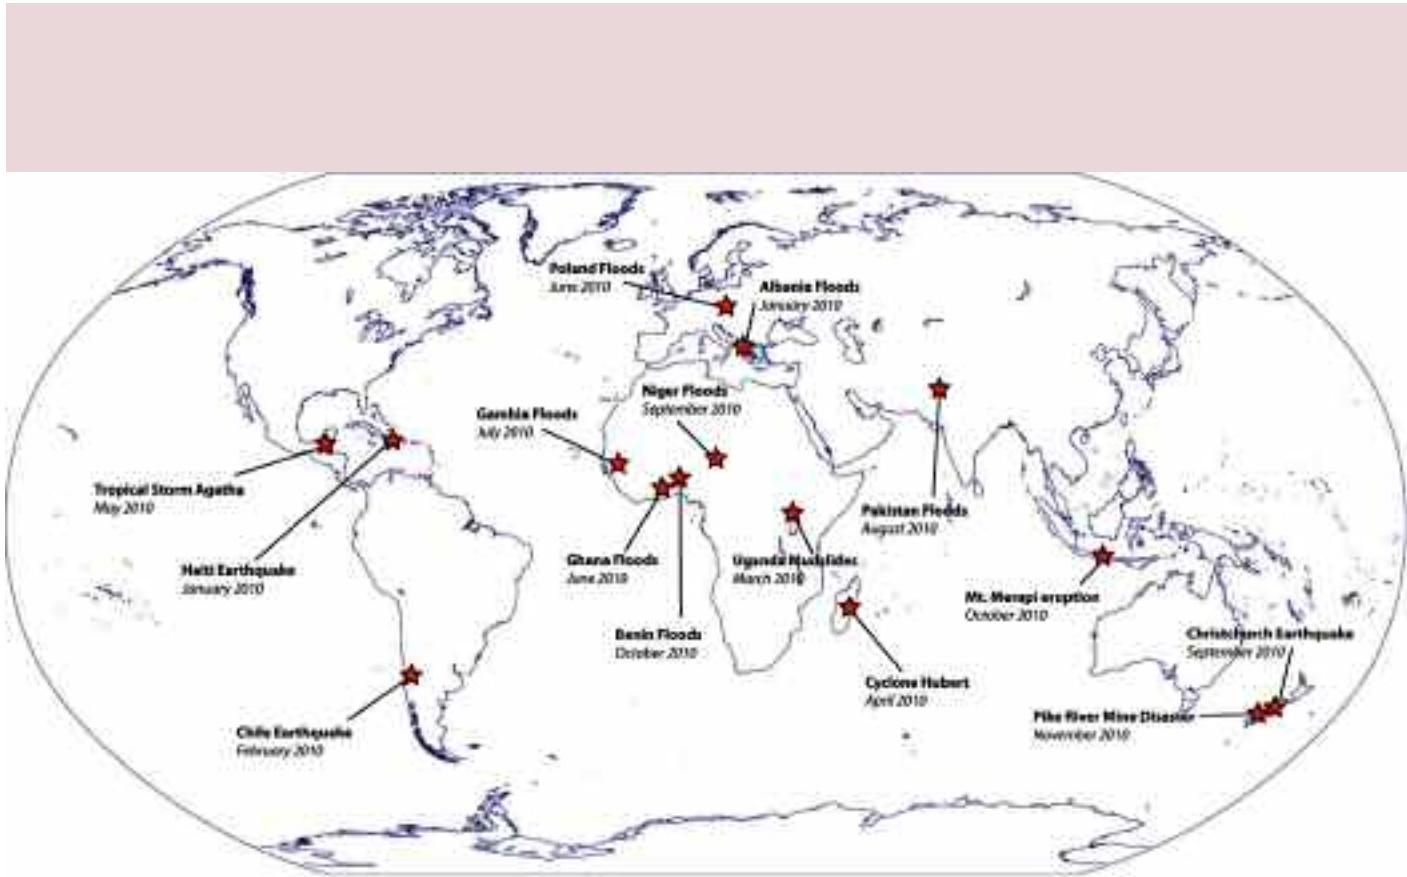 Poland Floods
June 2010
Albania Floods
January 2010
Niger Floods
September 2010
Gambia Floods
July 2010
Tropical Storm Agatha
May 2010
Pakistan Floods
August 2010
Haiti Earthquake
January 2010
Ghana Floods
June 2010
Uganda Mudslides
March 2010
Mt. Merapi eruption
October 2010
Benin Floods
October 2010
Christchurch Earthquake
September 2010
Cyclone Hubert
April 2010
Pike River Mine Disaster
November 2010
Chile Earthquake
February 2010